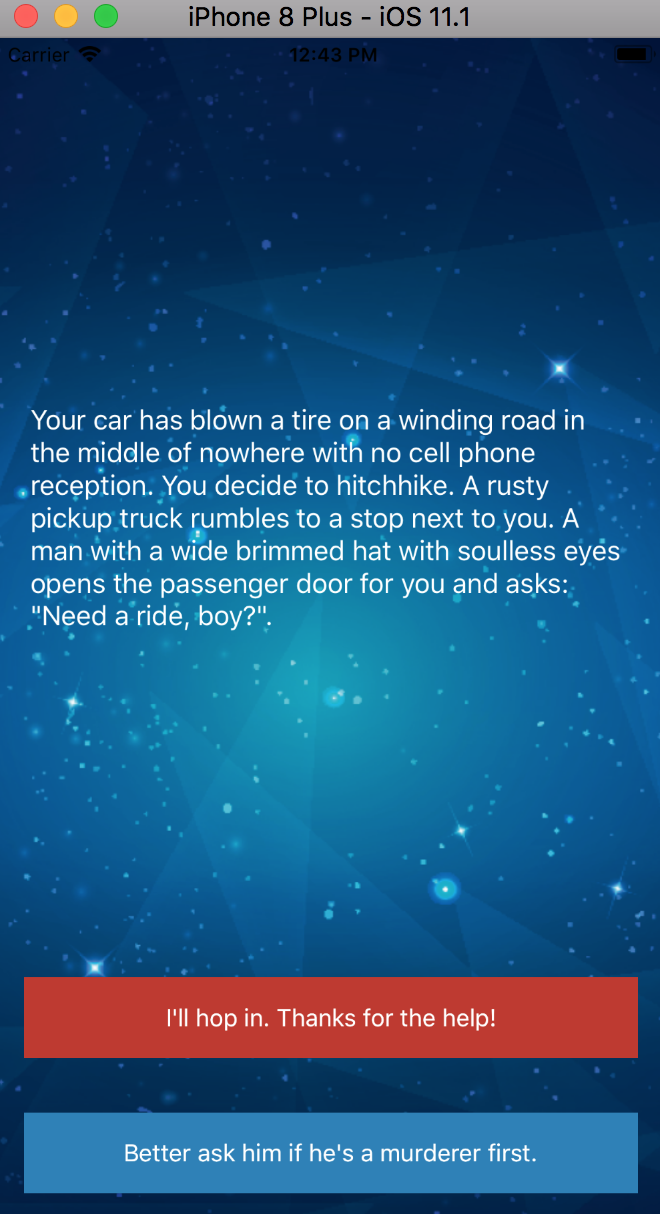 iPhone 8 Plus - iOS 11.1
Carrier 12:43 PM
Your car has blown a tire on a winding road in
the middle of nowhere with no cell phone
reception. You decide to hitchhike. A rusty
pickup truck rumbles to a stop next to you. A
man with a wide brimmed hat with soulless eyes
opens the passenger door for you and asks:
"Need a ride, boy?".
I'll hop in. Thanks for the help!
Better ask him if he's a murderer first.